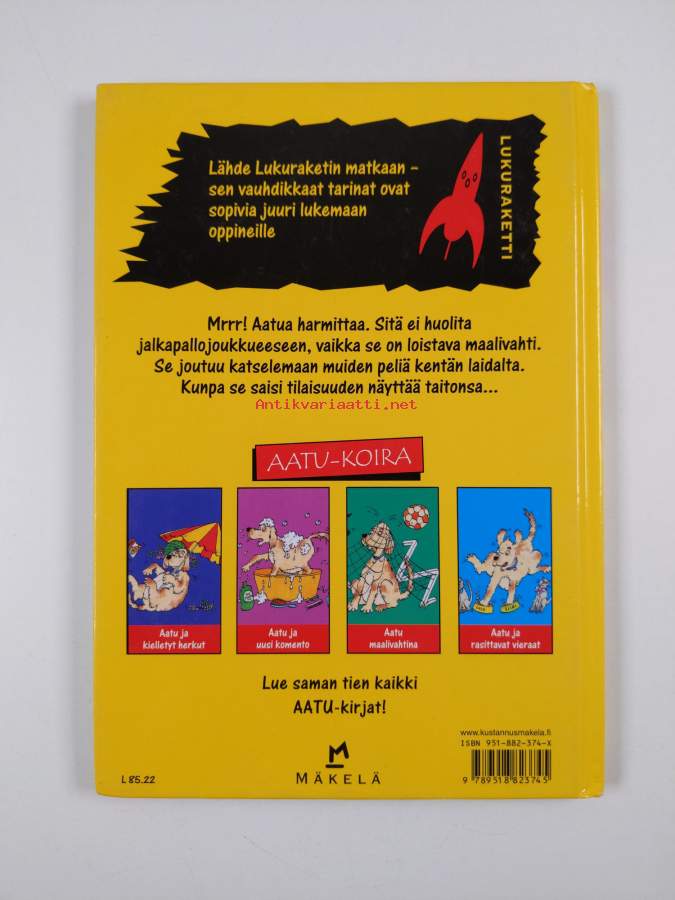 Lähde Lukuraketin matkaan –
sen vauhdikkaat tarinat ovat
sopivia juuri lukemaan
oppineille
LUKURAKETTI
Mrrr! Aatua harmittaa. Sitä ei huolita
jalkapallojoukkueeseen, vaikka se on loistava maalivahti.
Se joutuu katselemaan muiden peliä kentän laidalta.
Kunpa se saisi tilaisuuden näyttää taitonsa...
Antikvariaatti.net
AATU-KOIRA
Aatu ja
kielletyt herkut
Aatu ja
uusi komento
Aatu
maalivahtina
Aatu ja
rasittavat vieraat
Lue saman tien kaikki
AATU-kirjat!
MÄKELÄ
L 85.22
www.kustannusmakela.fi
ISBN 951-882-374-X
9 789518 823745